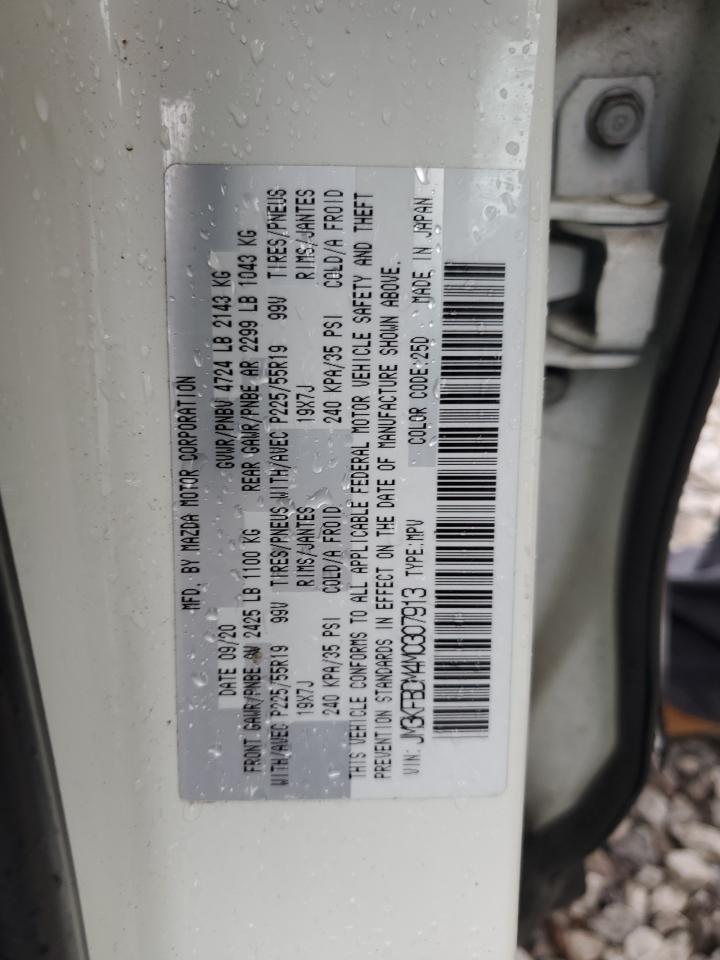 MFD. BY MAZDA MOTOR CORPORATION
DATE 09/20 GVWR/PNBV 4724 LB 2143 KG
FRONT GAWR/PNBE AV 2425 LB 1100 KG REAR GAWR/PNBE AR 2299 LB 1043 KG
WITH/AVEC P225/55R19 99V TIRES/PNEUS WITH/AVEC P225/55R19 99V TIRES/PNEUS
19X7J RIMS/JANTES 19X7J RIMS/JANTES
240 KPA/35 PSI COLD/A FROID 240 KPA/35 PSI COLD/A FROID
THIS VEHICLE CONFORMS TO ALL APPLICABLE FEDERAL MOTOR VEHICLE SAFETY AND THEFT
PREVENTION STANDARDS IN EFFECT ON THE DATE OF MANUFACTURE SHOWN ABOVE.
VIN: JM3KFBDM4M0307913 TYPE:MPV COLOR CODE:25D MADE IN JAPAN